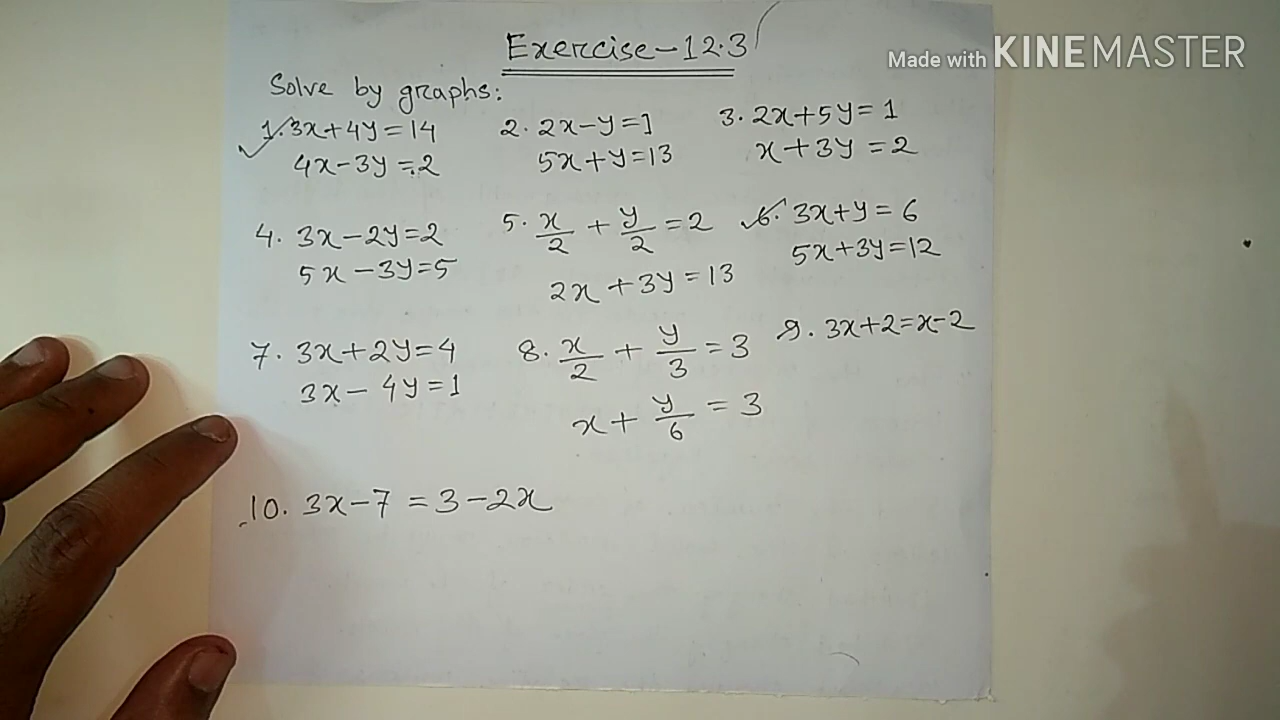 Exercise-12.3
Made with KINEMASTER
Solve by graphs:
1. 3x+4y=14
4x-3y=2
2. 2x-y=1
5x+y=13
3. 2x+5y=1
x+3y=2
4. 3x-2y=2
5x-3y=5
5. x/2 + y/2 = 2
2x+3y=13
6. 3x+y=6
5x+3y=12
7. 3x+2y=4
3x-4y=1
8. x/2 + y/3 = 3
x + y/6 = 3
9. 3x+2=x-2
10. 3x-7=3-2x